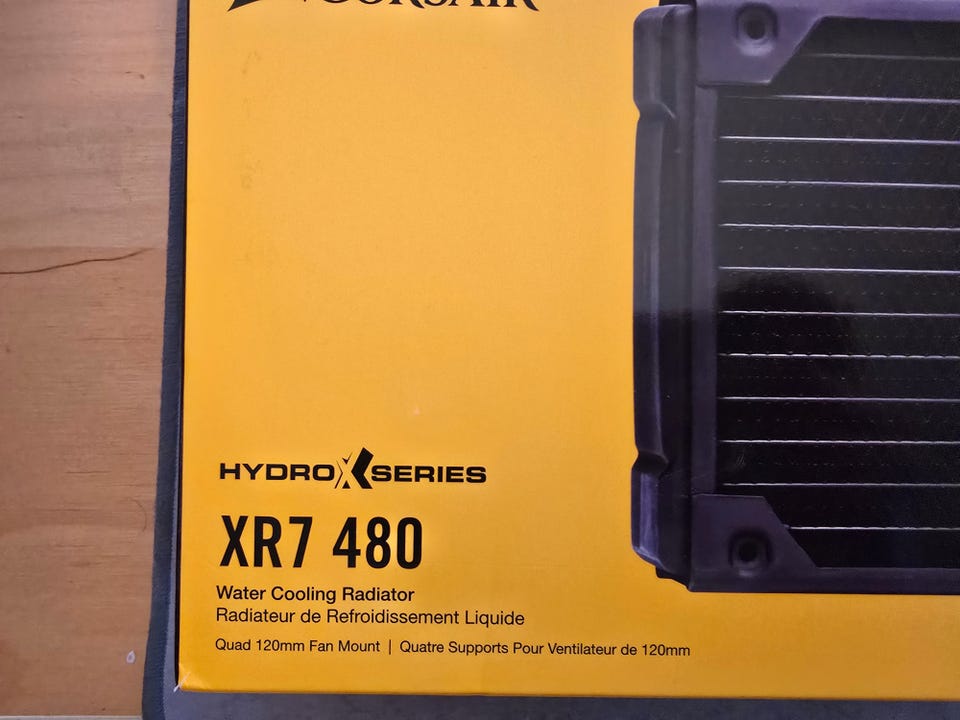 CORSAIR
HYDRO X SERIES
XR7 480
Water Cooling Radiator
Radiateur de Refroidissement Liquide
Quad 120mm Fan Mount | Quatre Supports Pour Ventilateur de 120mm